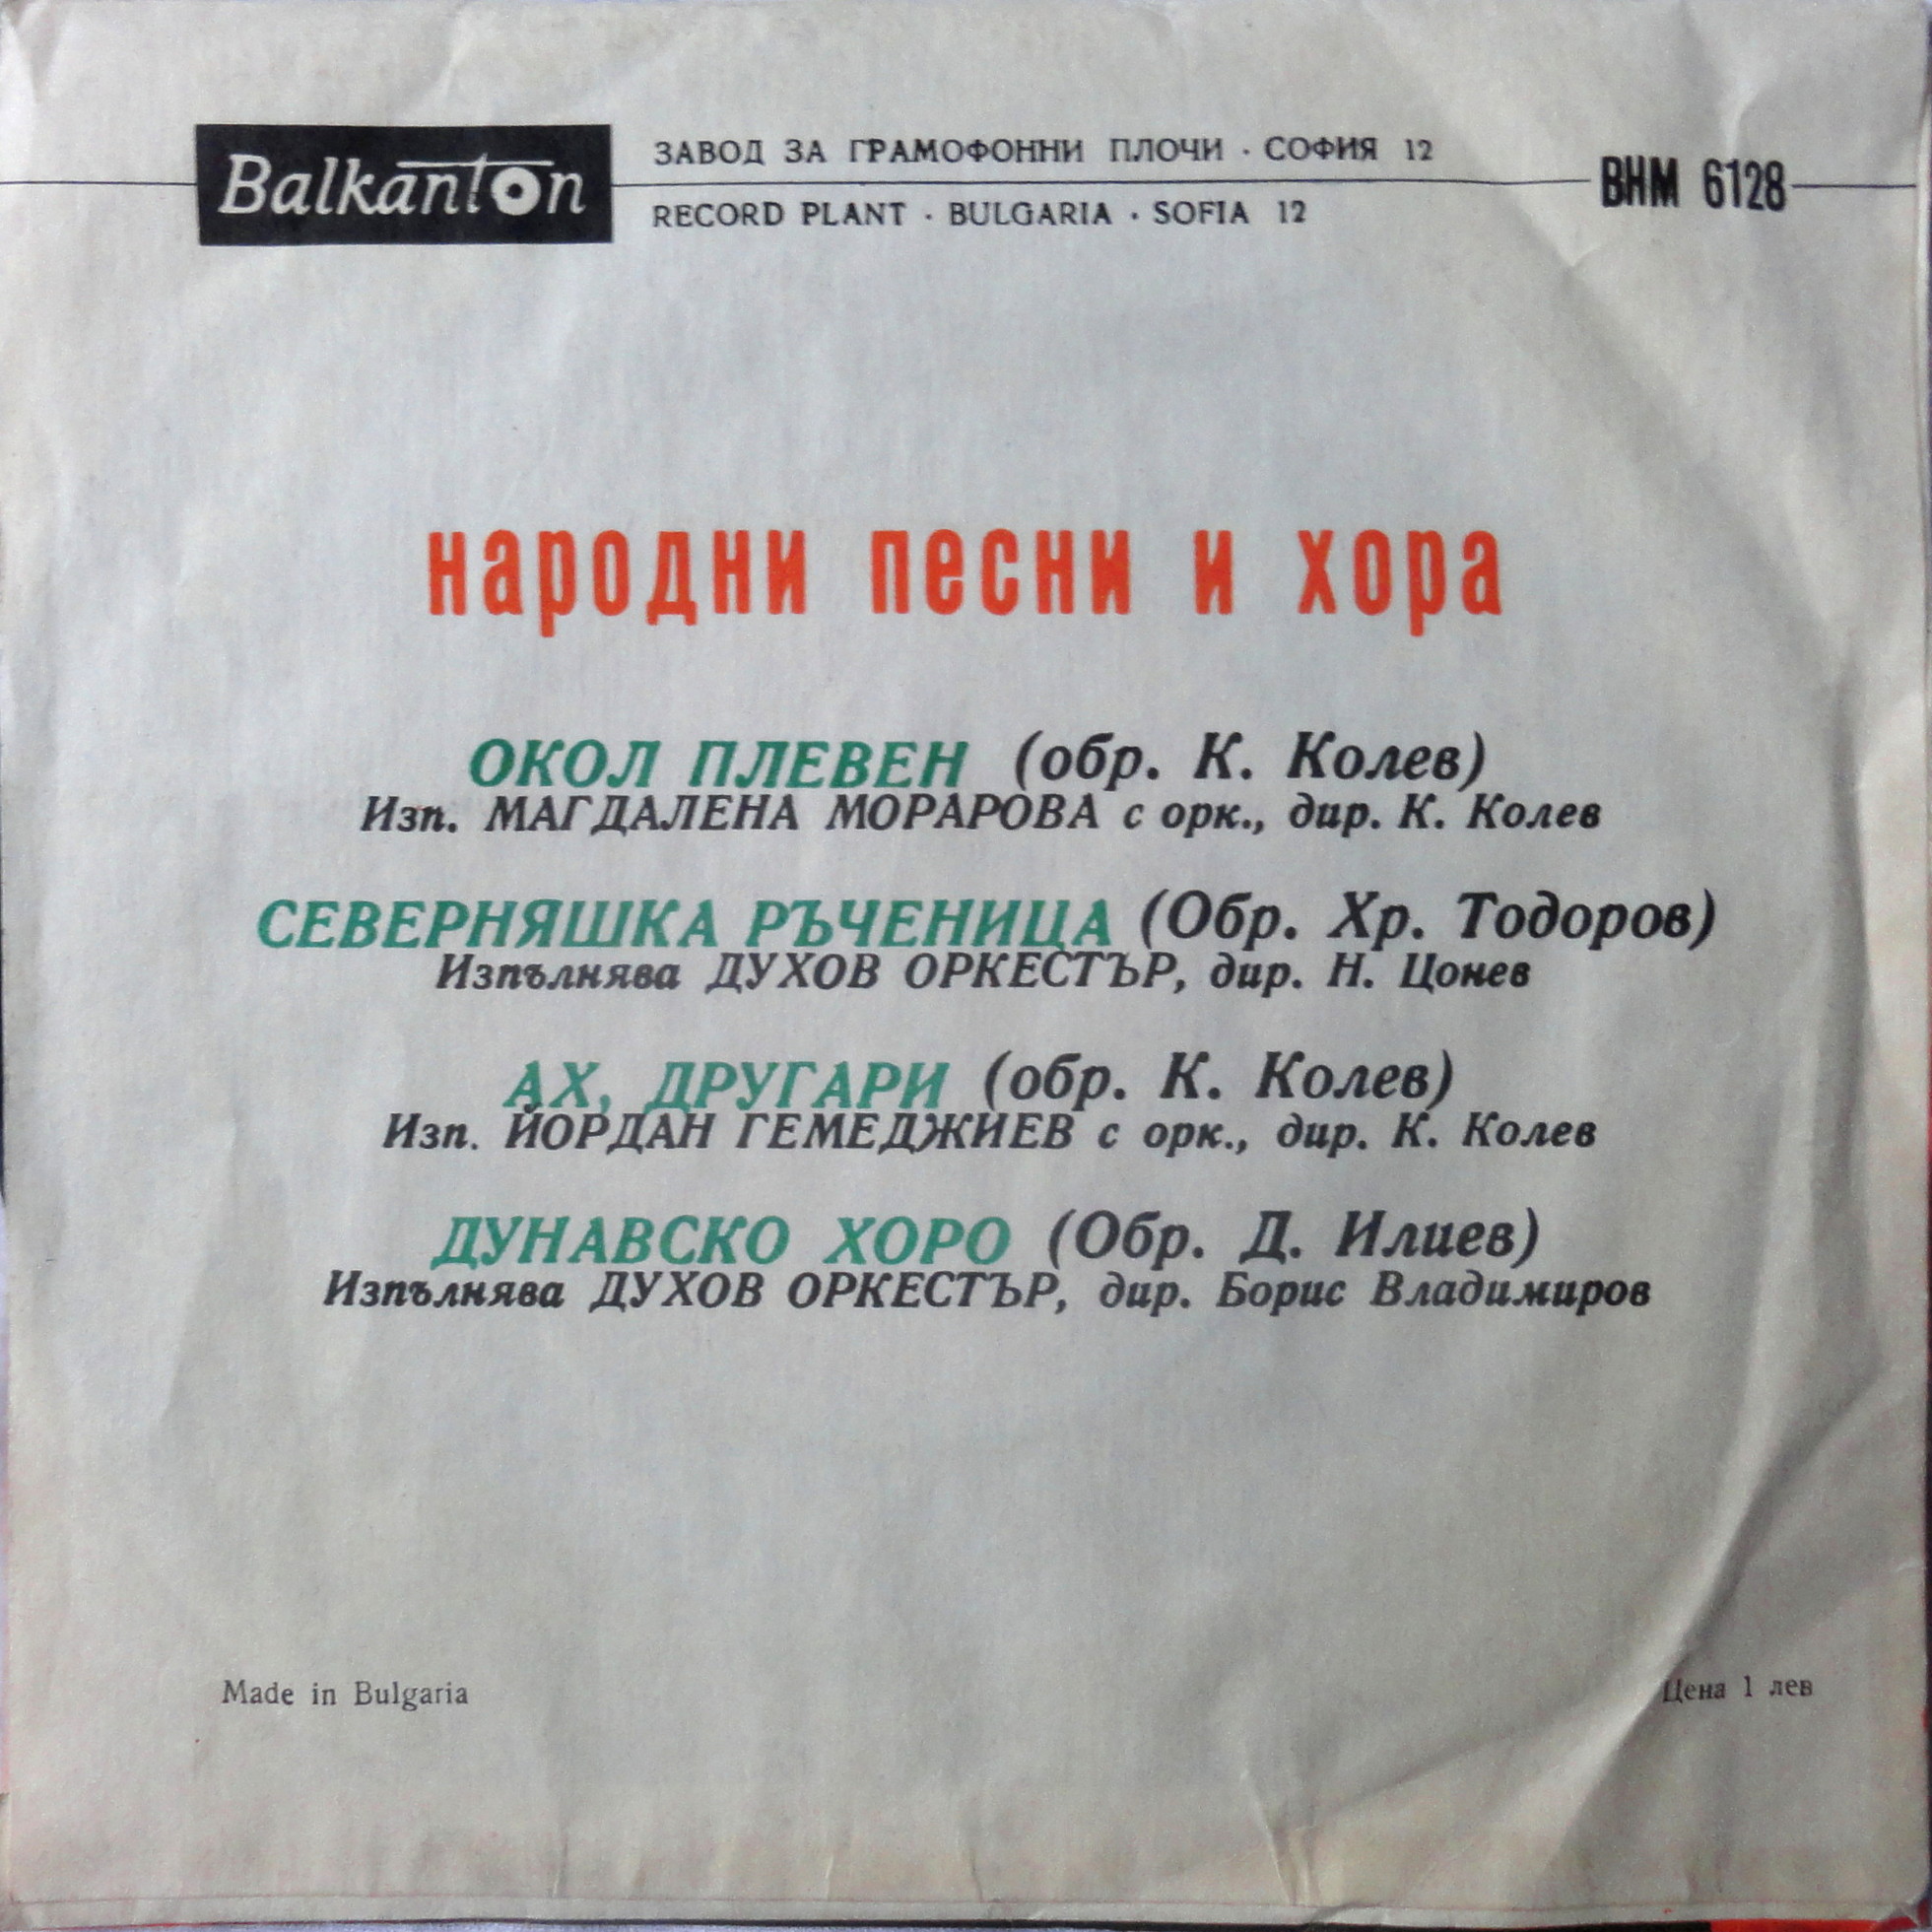 Balkanton
ЗАВОД ЗА ГРАМОФОННИ ПЛОЧИ · СОФИЯ 12
RECORD PLANT · BULGARIA · SOFIA 12
ВНМ 6128
народни песни и хора
ОКОЛ ПЛЕВЕН (обр. К. Колев)
Изп. МАГДАЛЕНА МОРАРОВА с орк., дир. К. Колев
СЕВЕРНЯШКА РЪЧЕНИЦА (Обр. Хр. Тодоров)
Изпълнява ДУХОВ ОРКЕСТЪР, дир. Н. Цонев
АХ, ДРУГАРИ (обр. К. Колев)
Изп. ЙОРДАН ГЕМЕДЖИЕВ с орк., дир. К. Колев
ДУНАВСКО ХОРО (Обр. Д. Илиев)
Изпълнява ДУХОВ ОРКЕСТЪР, дир. Борис Владимиров
Made in Bulgaria
Цена 1 лев